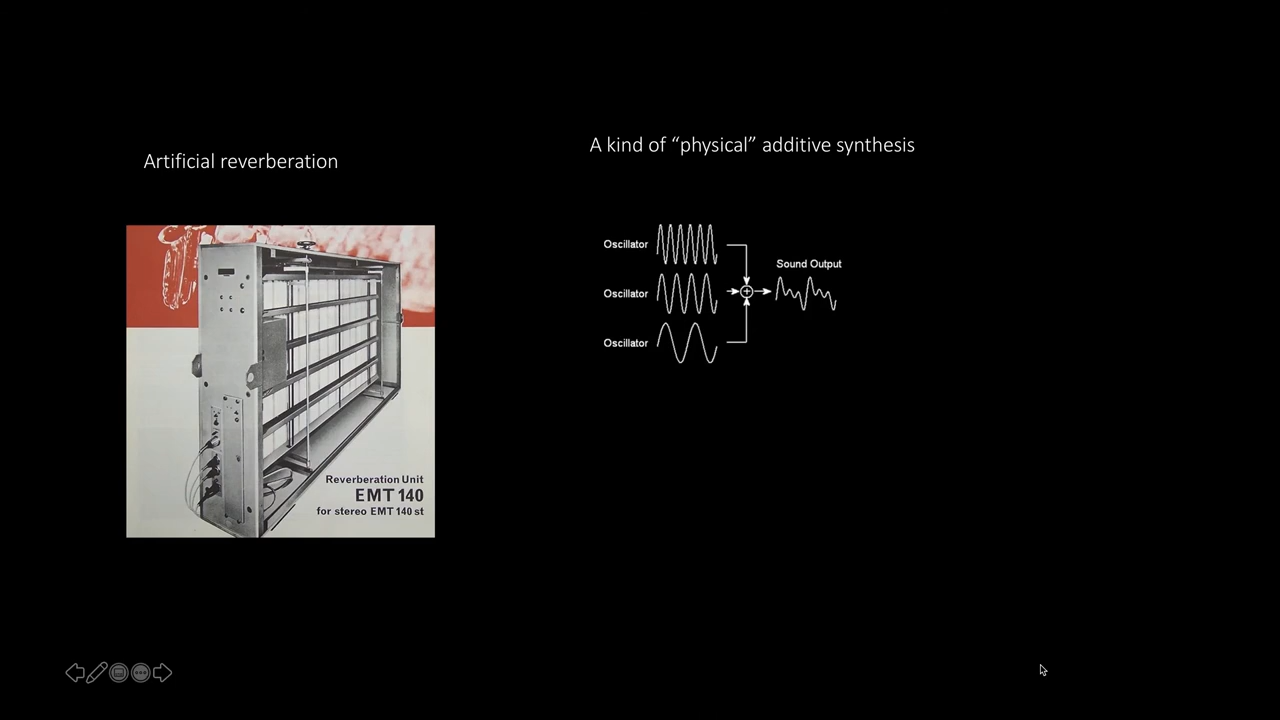 Artificial reverberation
A kind of “physical” additive synthesis
Oscillator
Oscillator
Oscillator
Sound Output
Reverberation Unit
EMT 140
for stereo EMT 140 st